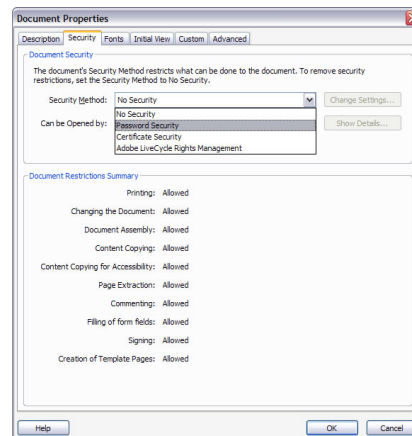 Document Properties
Description Security Fonts Initial View Custom Advanced
Document Security
The document's Security Method restricts what can be done to the document. To remove security
restrictions, set the Security Method to No Security.
Security Method: No Security Change Settings...
No Security
Can be Opened by: Password Security Show Details...
Certificate Security
Adobe LiveCycle Rights Management
Document Restrictions Summary
Printing: Allowed
Changing the Document: Allowed
Document Assembly: Allowed
Content Copying: Allowed
Content Copying for Accessibility: Allowed
Page Extraction: Allowed
Commenting: Allowed
Filling of form fields: Allowed
Signing: Allowed
Creation of Template Pages: Allowed
Help OK Cancel